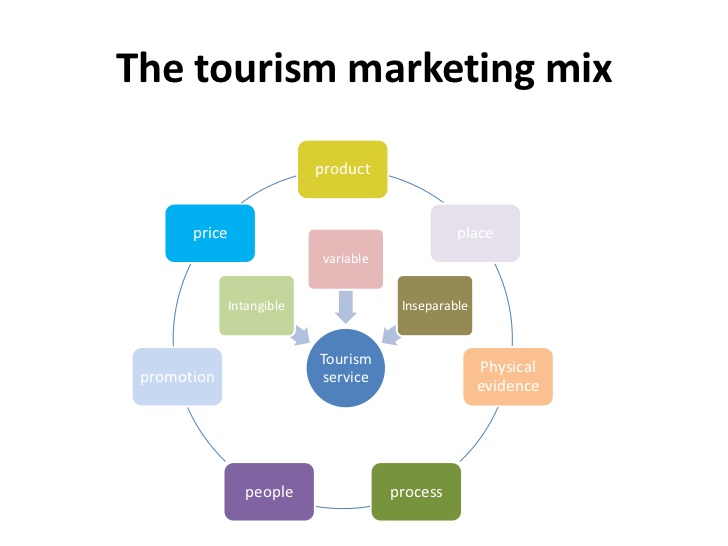 The tourism marketing mix
product
price
place
variable
Intangible
Inseparable
Tourism
service
promotion
Physical
evidence
people
process